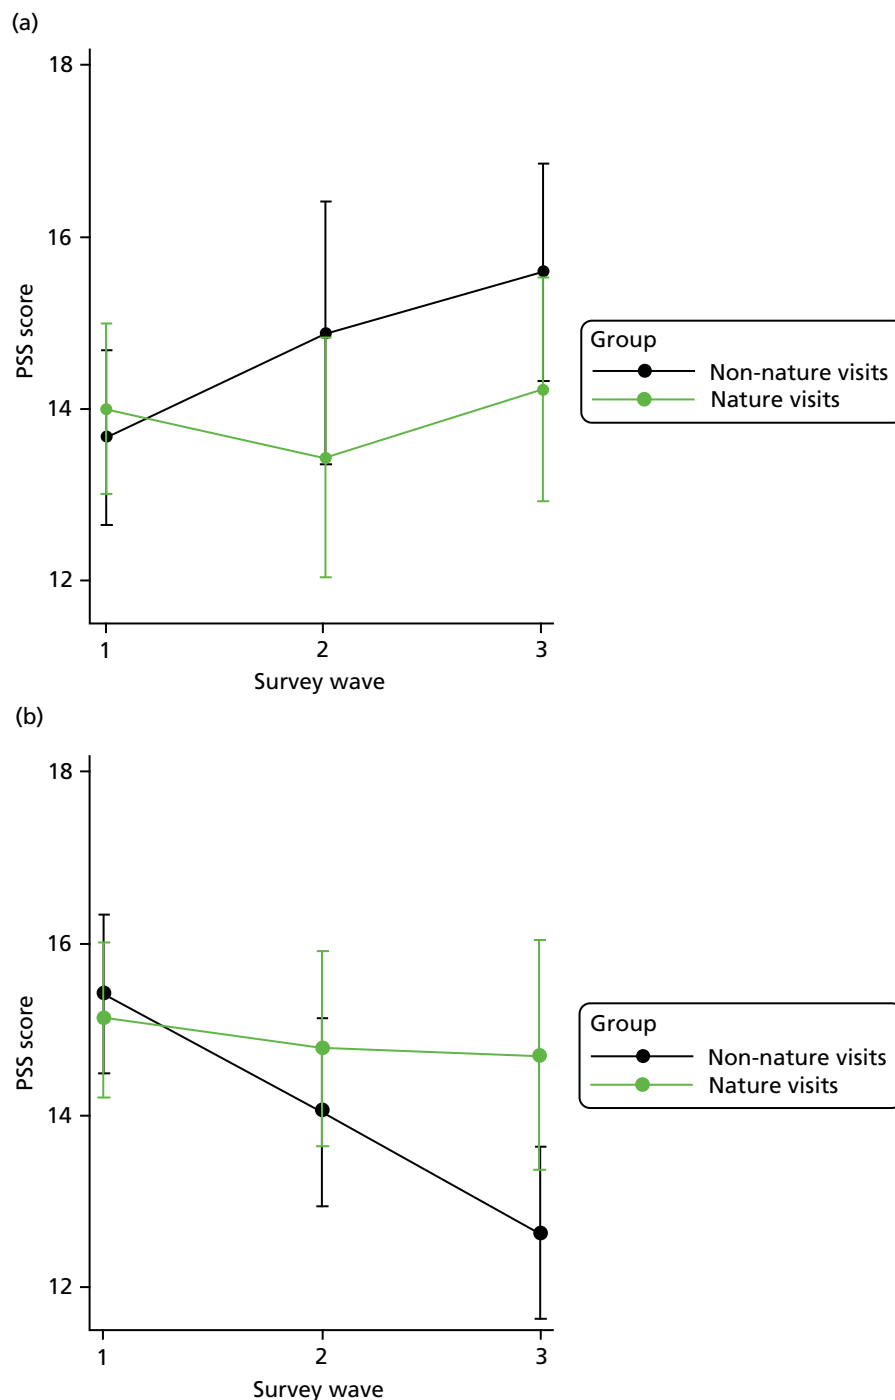 (a)
18
16
14
12
PSS score
1
2
3
Survey wave
Group
Non-nature visits
Nature visits
(b)
18
16
14
12
PSS score
1
2
3
Survey wave
Group
Non-nature visits
Nature visits